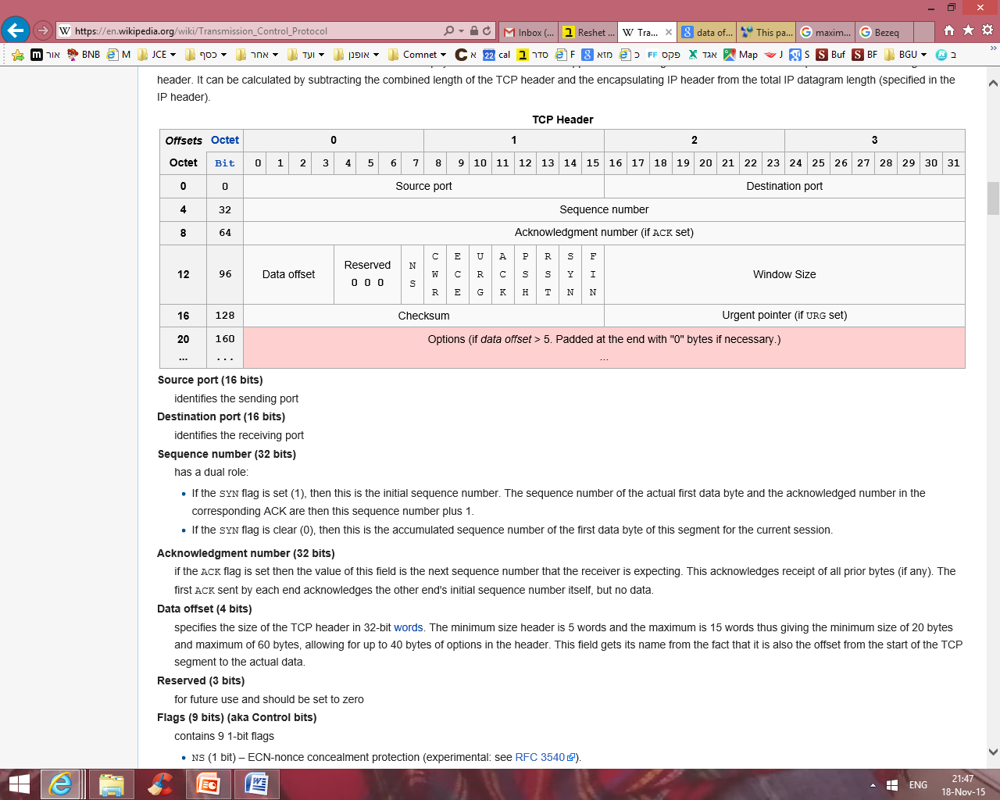 https://en.wikipedia.org/wiki/Transmission_Control_Protocol
Inbox (...
Reshet ...
W Tra...
data of...
This pa...
maxim...
Bezeq
אור
BNB
M
JCE
כסף
אחר
ועד
אופנן
Comnet
א
22 cal
סדר
F
מזא
כ
FF פקס
אגד
Map
J
S
Buf
BF
BGU
ב
header. It can be calculated by subtracting the combined length of the TCP header and the encapsulating IP header from the total IP datagram length (specified in the
IP header).
TCP Header
Offsets Octet 0 1 2 3
Octet Bit 0 1 2 3 4 5 6 7 8 9 10 11 12 13 14 15 16 17 18 19 20 21 22 23 24 25 26 27 28 29 30 31
0 0 Source port Destination port
4 32 Sequence number
8 64 Acknowledgment number (if ACK set)
12 96 Data offset Reserved 0 0 0 NS CWR ECE URG ACK PSH RST SYN FIN Window Size
16 128 Checksum Urgent pointer (if URG set)
20 160 Options (if data offset > 5. Padded at the end with "0" bytes if necessary.)
... ... ...
Source port (16 bits)
identifies the sending port
Destination port (16 bits)
identifies the receiving port
Sequence number (32 bits)
has a dual role:
• If the SYN flag is set (1), then this is the initial sequence number. The sequence number of the actual first data byte and the acknowledged number in the
corresponding ACK are then this sequence number plus 1.
• If the SYN flag is clear (0), then this is the accumulated sequence number of the first data byte of this segment for the current session.
Acknowledgment number (32 bits)
if the ACK flag is set then the value of this field is the next sequence number that the receiver is expecting. This acknowledges receipt of all prior bytes (if any). The
first ACK sent by each end acknowledges the other end's initial sequence number itself, but no data.
Data offset (4 bits)
specifies the size of the TCP header in 32-bit words. The minimum size header is 5 words and the maximum is 15 words thus giving the minimum size of 20 bytes
and maximum of 60 bytes, allowing for up to 40 bytes of options in the header. This field gets its name from the fact that it is also the offset from the start of the TCP
segment to the actual data.
Reserved (3 bits)
for future use and should be set to zero
Flags (9 bits) (aka Control bits)
contains 9 1-bit flags
• NS (1 bit) – ECN-nonce concealment protection (experimental: see RFC 3540).
ENG
21:47
18-Nov-15